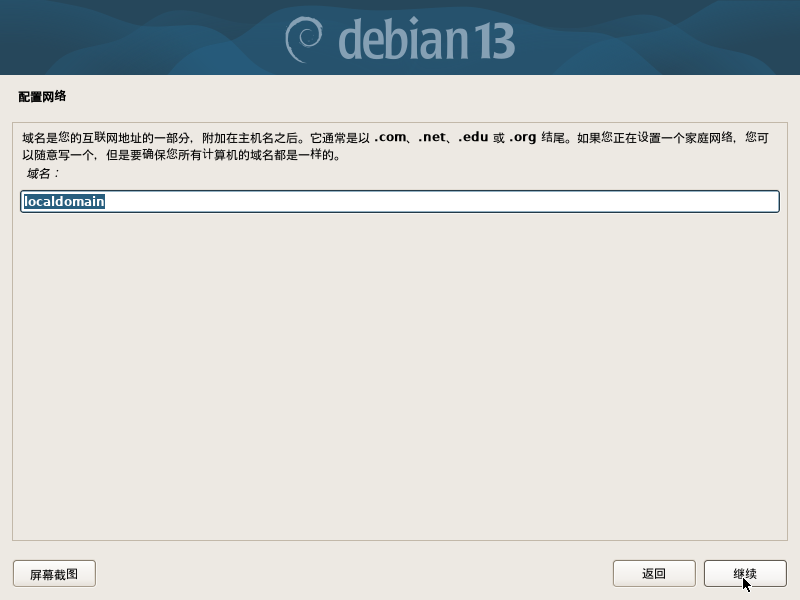 debian 13
配置网络
域名是您的互联网地址的一部分，附加在主机名之后。它通常是以 .com、.net、.edu 或 .org 结尾。如果您正在设置一个家庭网络，您可
以随意写一个，但是要确保您所有计算机的域名都是一样的。
域名：
localdomain
屏幕截图
返回
继续